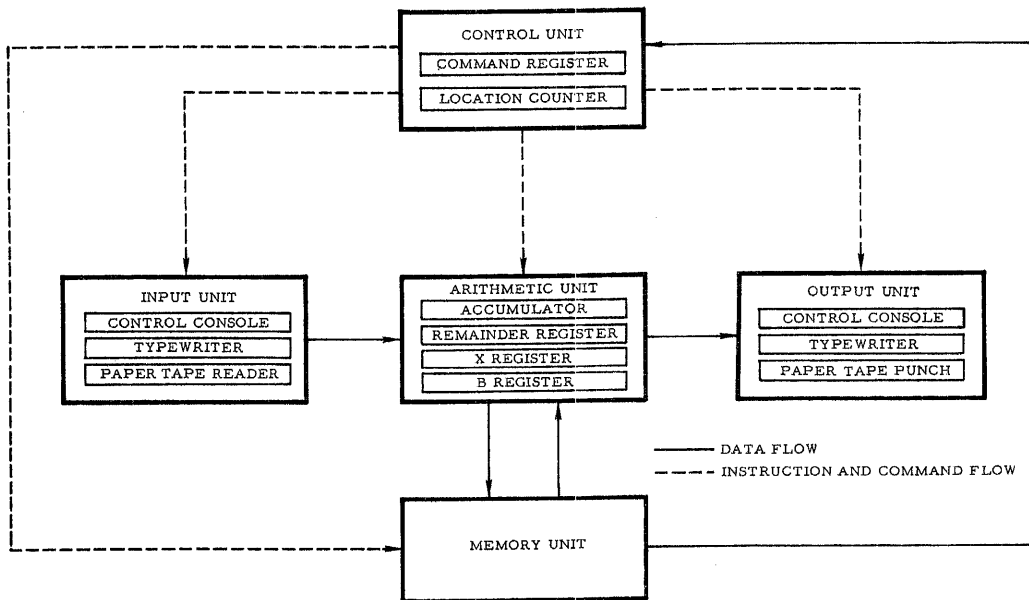 CONTROL UNIT
COMMAND REGISTER
LOCATION COUNTER
INPUT UNIT
CONTROL CONSOLE
TYPEWRITER
PAPER TAPE READER
ARITHMETIC UNIT
ACCUMULATOR
REMAINDER REGISTER
X REGISTER
B REGISTER
OUTPUT UNIT
CONTROL CONSOLE
TYPEWRITER
PAPER TAPE PUNCH
DATA FLOW
INSTRUCTION AND COMMAND FLOW
MEMORY UNIT